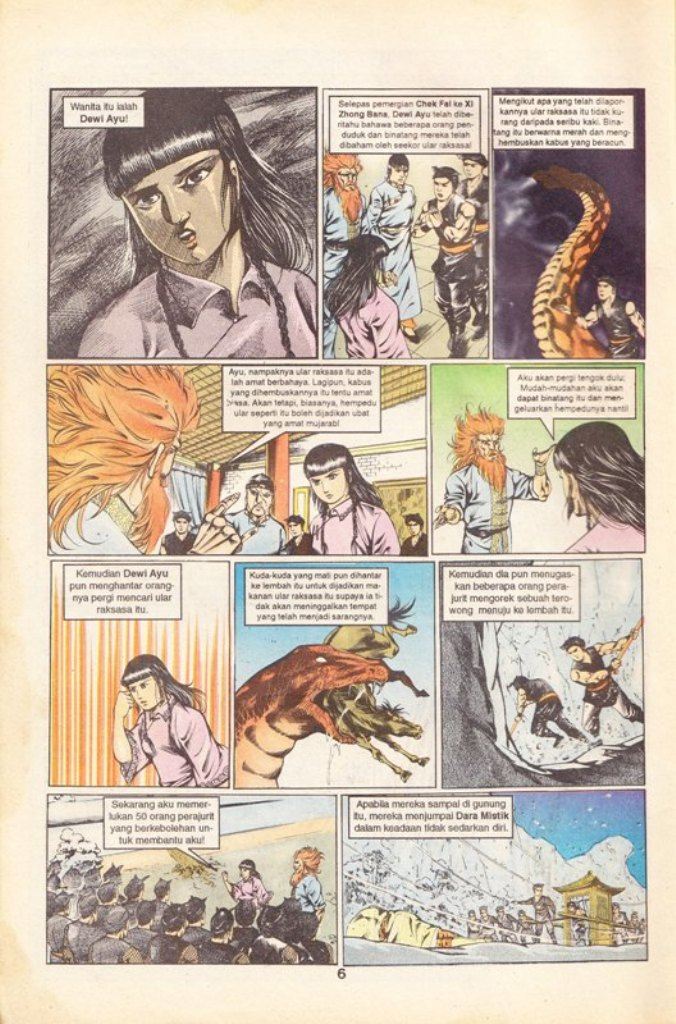 Wanita itu ialah
Dewi Ayu!
Selepas pemergian Chek Fai ke Xi
Zhong Bana, Dewi Ayu telah dibe-
ritahu bahawa beberapa orang pen-
duduk dan binatang mereka telah
dibaham oleh seekor ular raksasa!
Mengikut apa yang telah dilapor-
kannya ular raksasa itu tidak ku-
rang daripada seribu kaki. Bina-
tang itu berwarna merah dan meng-
hembuskan kabus yang beracun.
Ayu, nampaknya ular raksasa itu ada-
lah amat berbahaya. Lagipun, kabus
yang dihembuskannya itu tentu amat
bisa. Akan tetapi, biasanya, hempedu
ular seperti itu boleh dijadikan ubat
yang amat mujarab!
Aku akan pergi tengok dulu;
Mudah-mudahan aku akan
dapat binatang itu dan men-
geluarkan hempedunya nanti!
Kemudian Dewi Ayu
pun menghantar orang-
nya pergi mencari ular
raksasa itu.
Kuda-kuda yang mati pun dihantar
ke lembah itu untuk dijadikan ma-
kanan ular raksasa itu supaya ia ti-
dak akan meninggalkan tempat
yang telah menjadi sarangnya.
Kemudian dia pun menugas-
kan beberapa orang pera-
jurit mengorek sebuah tero-
wong menuju ke lembah itu.
Sekarang aku memer-
lukan 50 orang perajurit
yang berkebolehan un-
tuk membantu aku!
Apabila mereka sampai di gunung
itu, mereka menjumpai Dara Mistik
dalam keadaan tidak sedarkan diri.
6